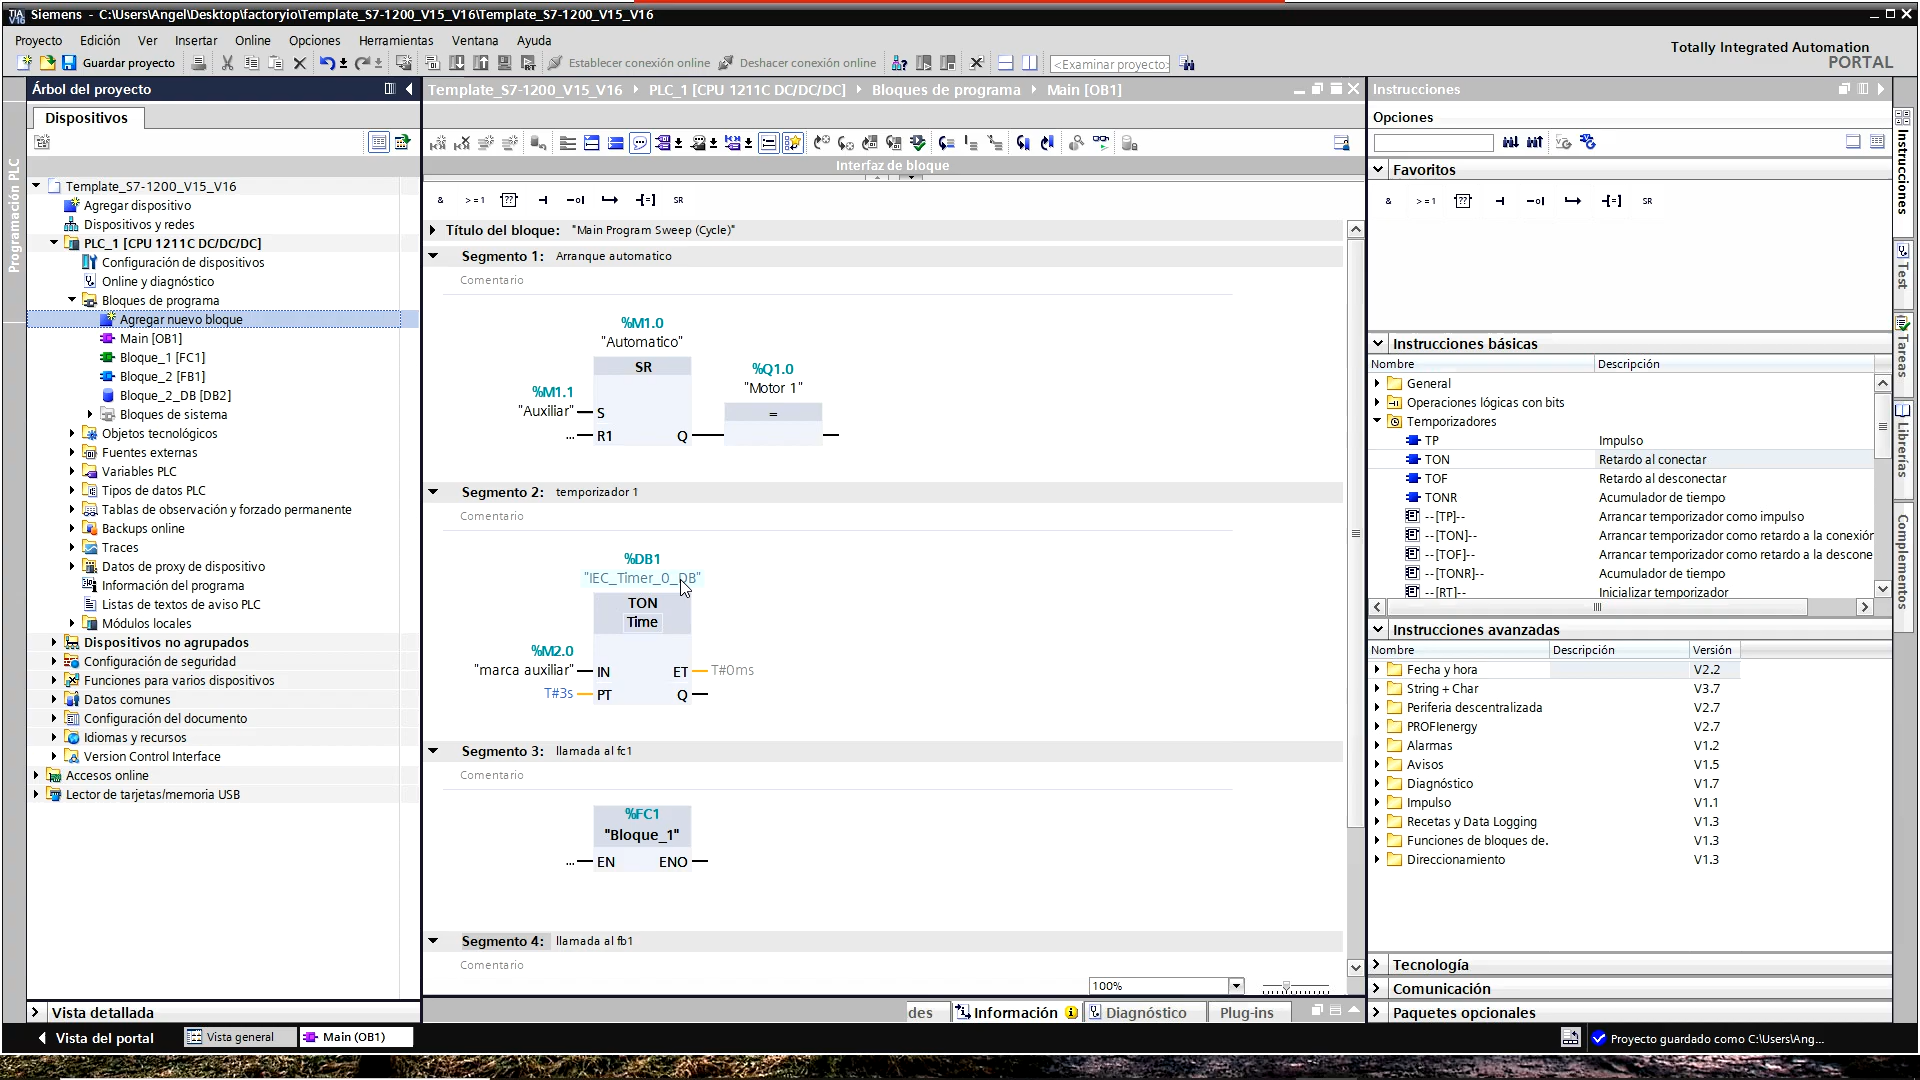 Siemens - C:\Users\Angel\Desktop\factoryio\Template_S7-1200_V15_V16\Template_S7-1200_V15_V16
Proyecto Edición Ver Insertar Online Opciones Herramientas Ventana Ayuda
Totally Integrated Automation
PORTAL
Guardar proyecto
Establecer conexión online
Deshacer conexión online
<Examinar proyecto>
Árbol del proyecto
Dispositivos
Programación PLC
Template_S7-1200_V15_V16
Agregar dispositivo
Dispositivos y redes
PLC_1 [CPU 1211C DC/DC/DC]
Configuración de dispositivos
Online y diagnóstico
Bloques de programa
Agregar nuevo bloque
Main [OB1]
Bloque_1 [FC1]
Bloque_2 [FB1]
Bloque_2_DB [DB2]
Bloques de sistema
Objetos tecnológicos
Fuentes externas
Variables PLC
Tipos de datos PLC
Tablas de observación y forzado permanente
Backups online
Traces
Datos de proxy de dispositivo
Información del programa
Listas de textos de aviso PLC
Módulos locales
Dispositivos no agrupados
Configuración de seguridad
Funciones para varios dispositivos
Datos comunes
Configuración del documento
Idiomas y recursos
Version Control Interface
Accesos online
Lector de tarjetas/memoria USB
Vista detallada
Template_S7-1200_V15_V16 PLC_1 [CPU 1211C DC/DC/DC] Bloques de programa Main [OB1]
Interfaz de bloque
& >=1 ?? SR
Título del bloque: "Main Program Sweep (Cycle)"
Segmento 1: Arranque automatico
Comentario
%M1.0
"Automatico"
SR
%M1.1
"Auxiliar" S
... R1 Q
%Q1.0
"Motor 1"
=
Segmento 2: temporizador 1
Comentario
%DB1
"IEC_Timer_0_DB"
TON
Time
%M2.0
"marca auxiliar" IN ET T#0ms
T#3s PT Q
Segmento 3: llamada al fc1
Comentario
%FC1
"Bloque_1"
... EN ENO
Segmento 4: llamada al fb1
Comentario
100%
des Información Diagnóstico Plug-ins
Instrucciones
Opciones
Favoritos
& >=1 ?? SR
Instrucciones básicas
Nombre Descripción
General
Operaciones lógicas con bits
Temporizadores
TP Impulso
TON Retardo al conectar
TOF Retardo al desconectar
TONR Acumulador de tiempo
--[TP]-- Arrancar temporizador como impulso
--[TON]-- Arrancar temporizador como retardo a la conexión
--[TOF]-- Arrancar temporizador como retardo a la descone
--[TONR]-- Acumulador de tiempo
--[RT]-- Inicializar temporizador
Instrucciones avanzadas
Nombre Descripción Versión
Fecha y hora V2.2
String + Char V3.7
Periferia descentralizada V2.7
PROFIenergy V2.7
Alarmas V1.2
Avisos V1.5
Diagnóstico V1.7
Impulso V1.1
Recetas y Data Logging V1.3
Funciones de bloques de. V1.3
Direccionamiento V1.3
Tecnología
Comunicación
Paquetes opcionales
Instrucciones
Test
Tareas
Librerías
Complementos
Vista del portal
Vista general
Main (OB1)
Proyecto guardado como C:\Users\Ang...